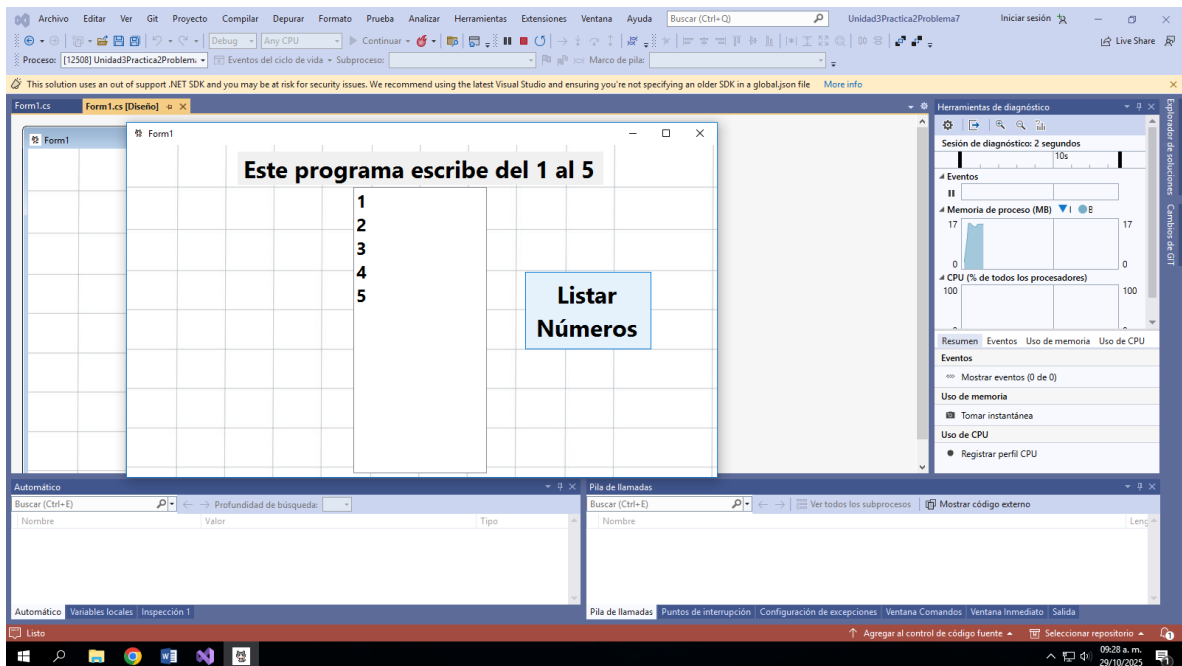 Archivo Editar Ver Git Proyecto Compilar Depurar Formato Prueba Analizar Herramientas Extensiones Ventana Ayuda Buscar (Ctrl+Q) Unidad3Practica2Problema7 Iniciar sesión
Debug Any CPU Continuar Live Share
Proceso: [12508] Unidad3Practica2Problem Eventos del ciclo de vida Subproceso: Marco de pila:
This solution uses an out of support .NET SDK and you may be at risk for security issues. We recommend using the latest Visual Studio and ensuring you're not specifying an older SDK in a global.json file More info
Form1.cs Form1.cs [Diseño]
Form1
Form1
Este programa escribe del 1 al 5
1
2
3
4
5
Listar
Números
Herramientas de diagnóstico
Sesión de diagnóstico: 2 segundos
10s
Eventos
Memoria de proceso (MB)
17 17
0 0
CPU (% de todos los procesadores)
100 100
Resumen Eventos Uso de memoria Uso de CPU
Eventos
Mostrar eventos (0 de 0)
Uso de memoria
Tomar instantánea
Uso de CPU
Registrar perfil CPU
Explorador de soluciones
Cambios de GIT
Automático
Buscar (Ctrl+E) Profundidad de búsqueda:
Nombre Valor Tipo
Automático Variables locales Inspección 1
Pila de llamadas
Buscar (Ctrl+E) Ver todos los subprocesos Mostrar código externo
Nombre
Pila de llamadas Puntos de interrupción Configuración de excepciones Ventana Comandos Ventana Inmediato Salida
Listo Agregar al control de código fuente Seleccionar repositorio
09:28 a. m.
29/10/2025